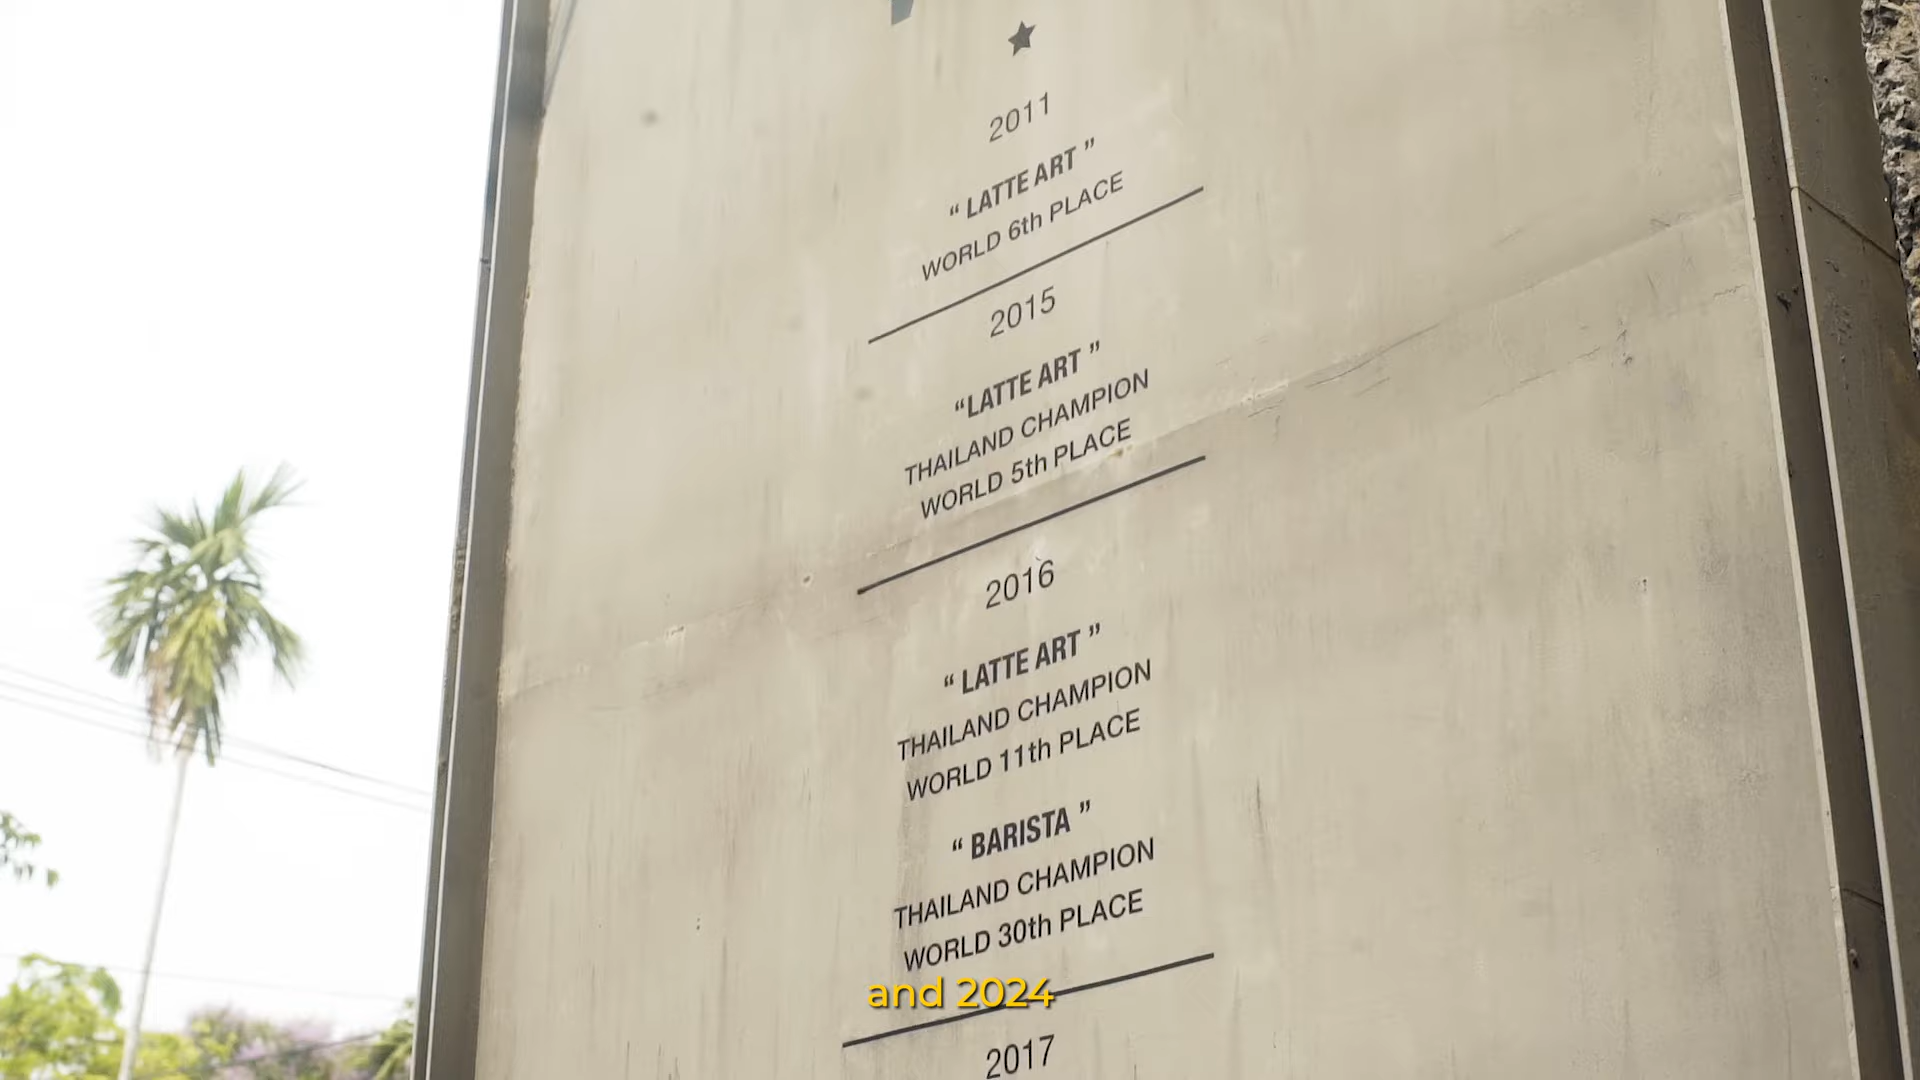 2011
“ LATTE ART ”
WORLD 6th PLACE
2015
“LATTE ART ”
THAILAND CHAMPION
WORLD 5th PLACE
2016
“ LATTE ART ”
THAILAND CHAMPION
WORLD 11th PLACE
“ BARISTA ”
THAILAND CHAMPION
WORLD 30th PLACE
and 2024
2017